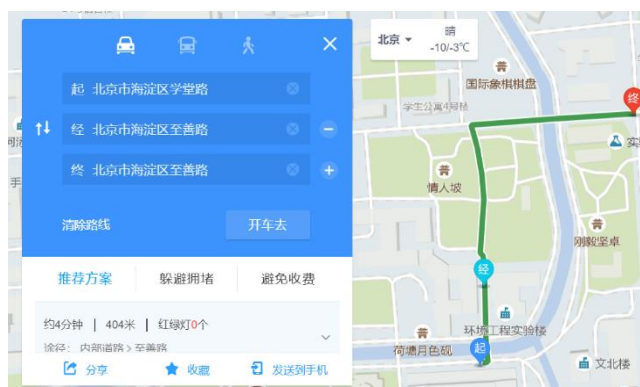 起 北京市海淀区学堂路
经 北京市海淀区至善路
终 北京市海淀区至善路
清除路线
开车去
推荐方案
躲避拥堵
避免收费
约4分钟 | 404米 | 红绿灯0个
途径: 内部道路 > 至善路
分享
收藏
发送到手机
北京
晴
-10/-3℃
国际象棋棋盘
终
学生公寓4号楼
情人坡
刚毅坚卓
经
环境工程实验楼
荷塘月色砚
起
文北楼